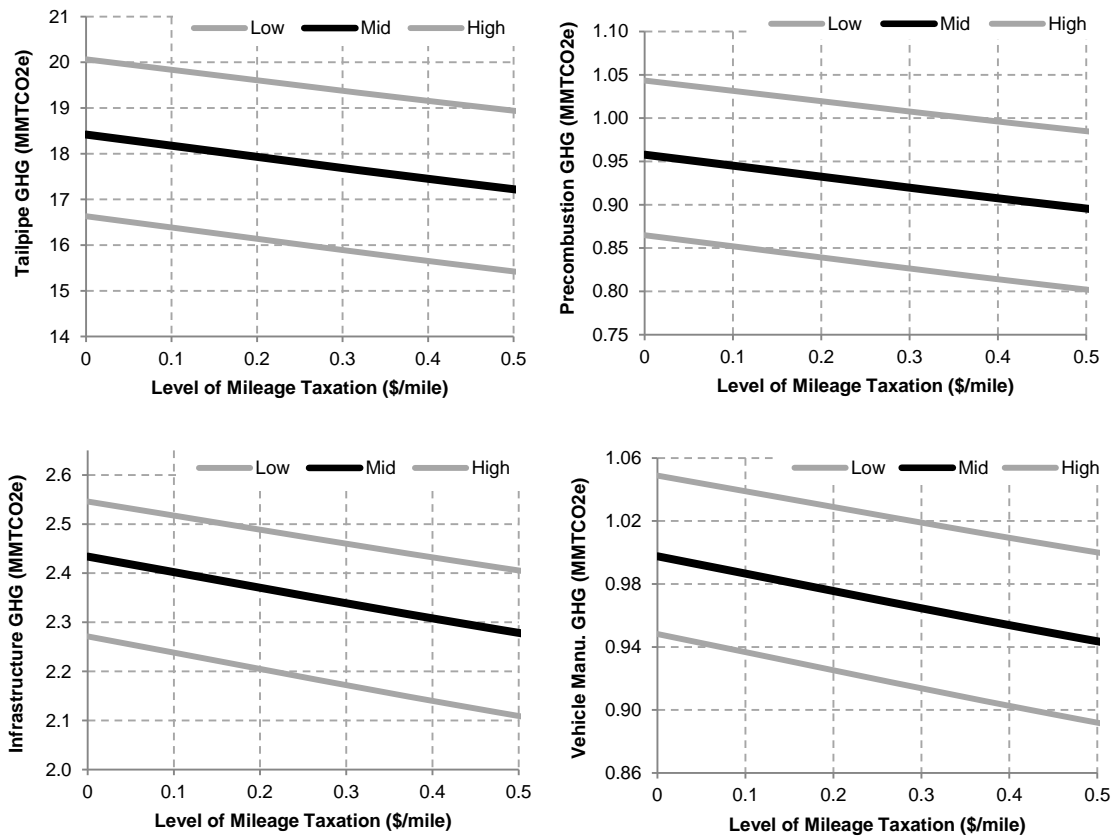 Low Mid High
Tailpipe GHG (MMTCO2e)
21
20
19
18
17
16
15
14
0 0.1 0.2 0.3 0.4 0.5
Level of Mileage Taxation ($/mile)
Low Mid High
Precombustion GHG (MMTCO2e)
1.10
1.05
1.00
0.95
0.90
0.85
0.80
0.75
0 0.1 0.2 0.3 0.4 0.5
Level of Mileage Taxation ($/mile)
Low Mid High
Infrastructure GHG (MMTCO2e)
2.6
2.5
2.4
2.3
2.2
2.1
2.0
0 0.1 0.2 0.3 0.4 0.5
Level of Mileage Taxation ($/mile)
Low Mid High
Vehicle Manu. GHG (MMTCO2e)
1.06
1.02
0.98
0.94
0.90
0.86
0 0.1 0.2 0.3 0.4 0.5
Level of Mileage Taxation ($/mile)